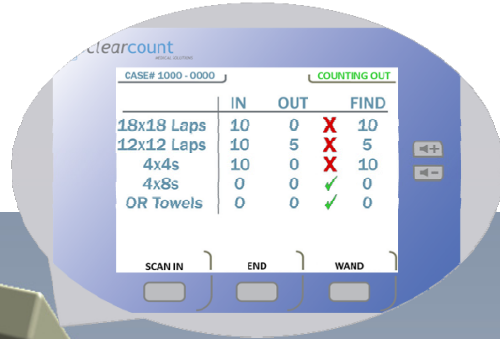 clearcount
MEDICAL SOLUTIONS
CASE# 1000 - 0000 COUNTING OUT
IN OUT FIND
18x18 Laps 10 0 X 10
12x12 Laps 10 5 X 5
4x4s 10 0 X 10
4x8s 0 0 ✓ 0
OR Towels 0 0 ✓ 0
SCAN IN END WAND